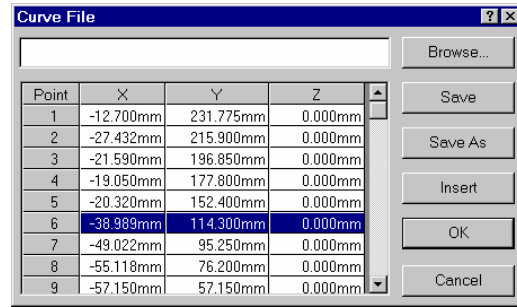 Curve File
Browse...
Save
Save As
Insert
OK
Cancel
Point X Y Z
1 -12.700mm 231.775mm 0.000mm
2 -27.432mm 215.900mm 0.000mm
3 -21.590mm 196.850mm 0.000mm
4 -19.050mm 177.800mm 0.000mm
5 -20.320mm 152.400mm 0.000mm
6 -38.989mm 114.300mm 0.000mm
7 -49.022mm 95.250mm 0.000mm
8 -55.118mm 76.200mm 0.000mm
9 -57.150mm 57.150mm 0.000mm